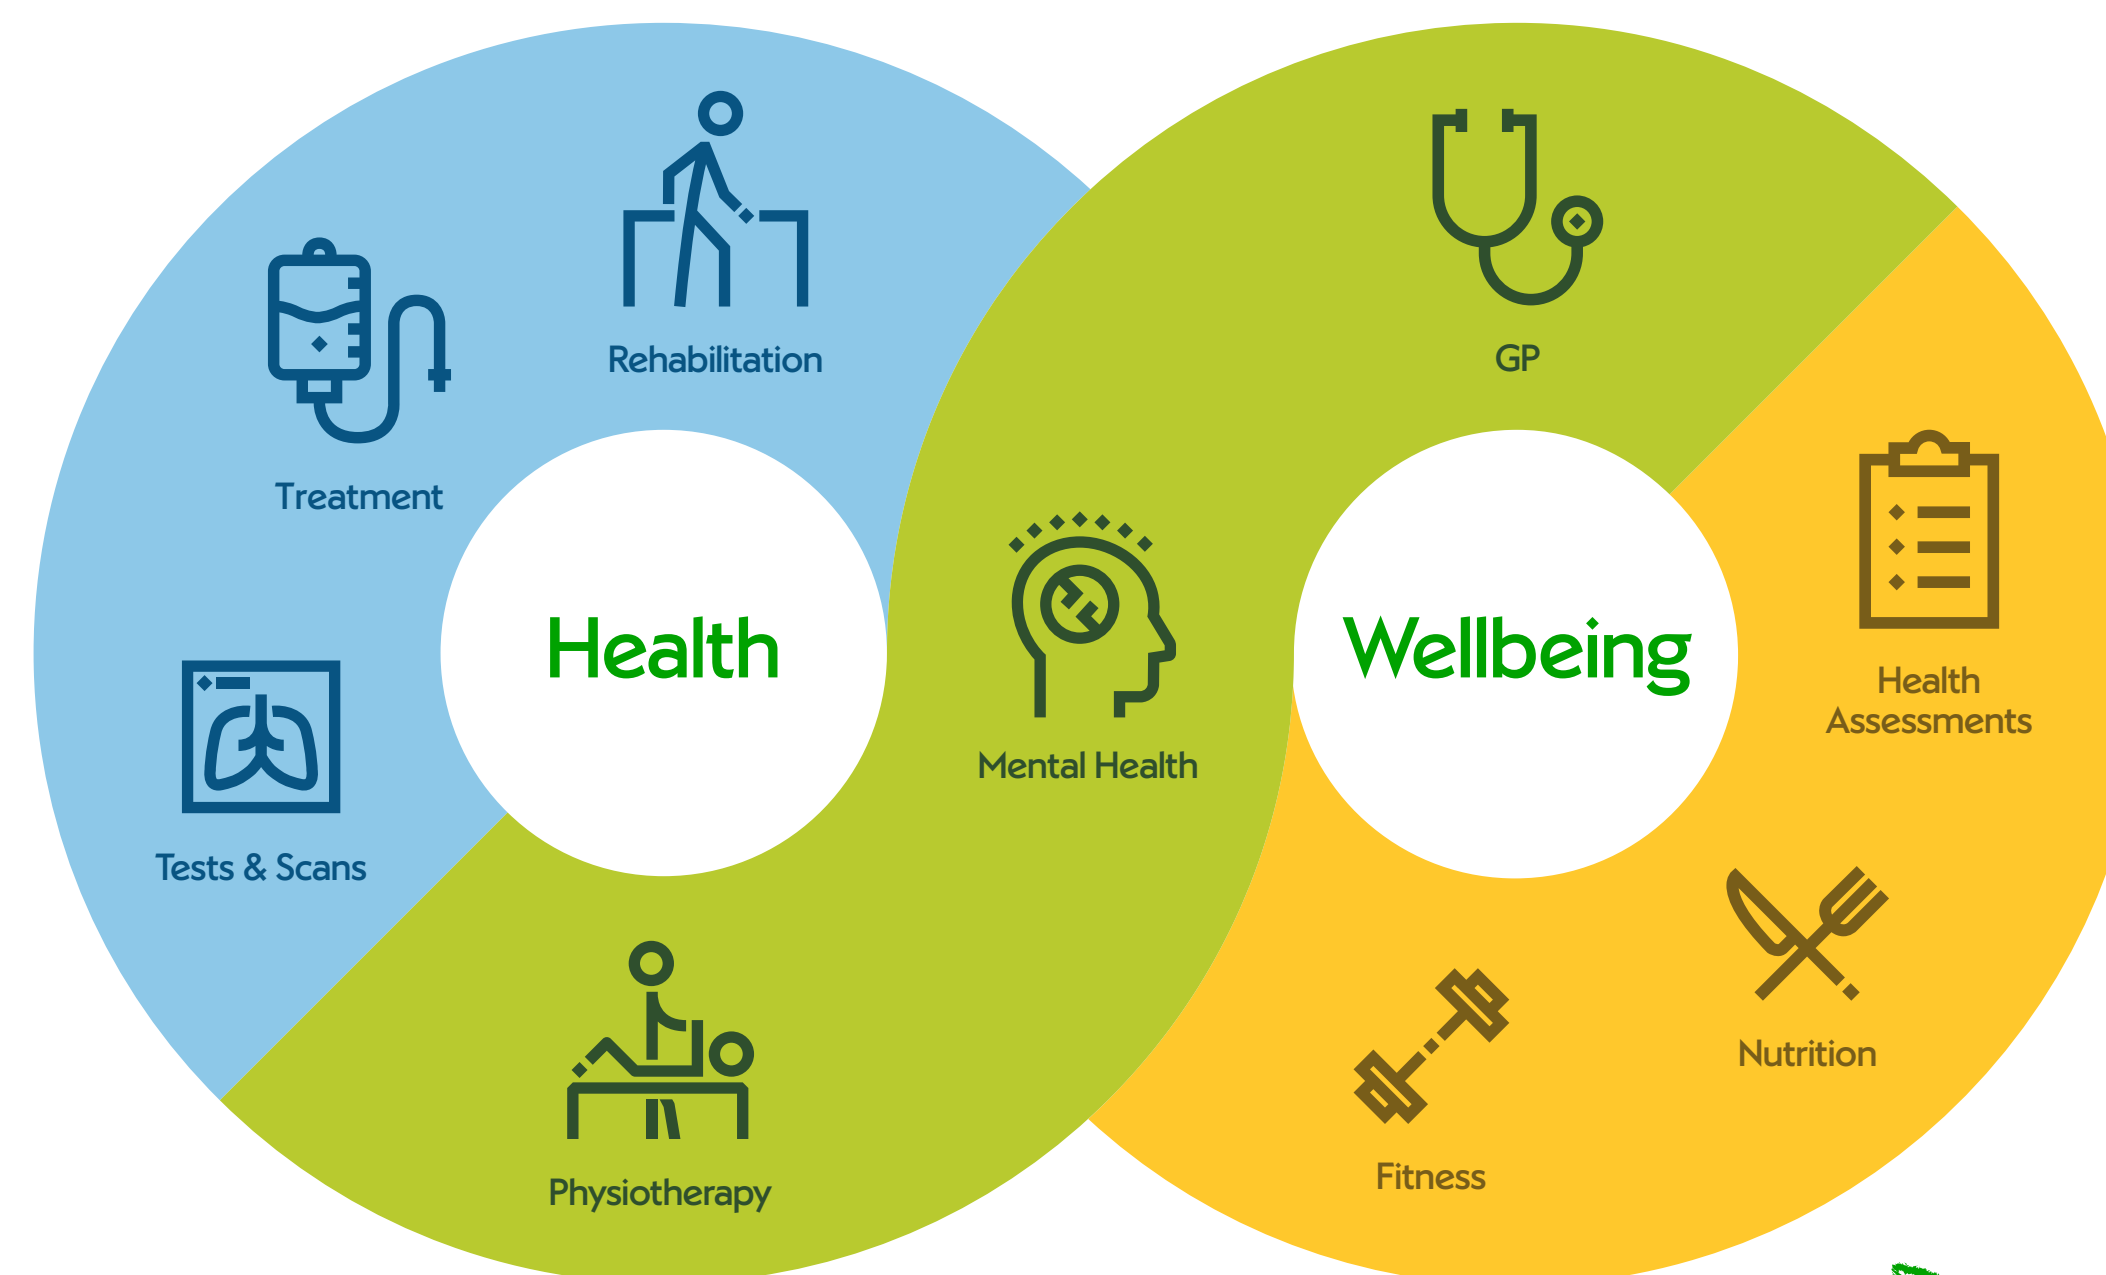 Rehabilitation
GP
Treatment
Health
Wellbeing
Health
Assessments
Mental Health
Tests & Scans
Nutrition
Fitness
Physiotherapy